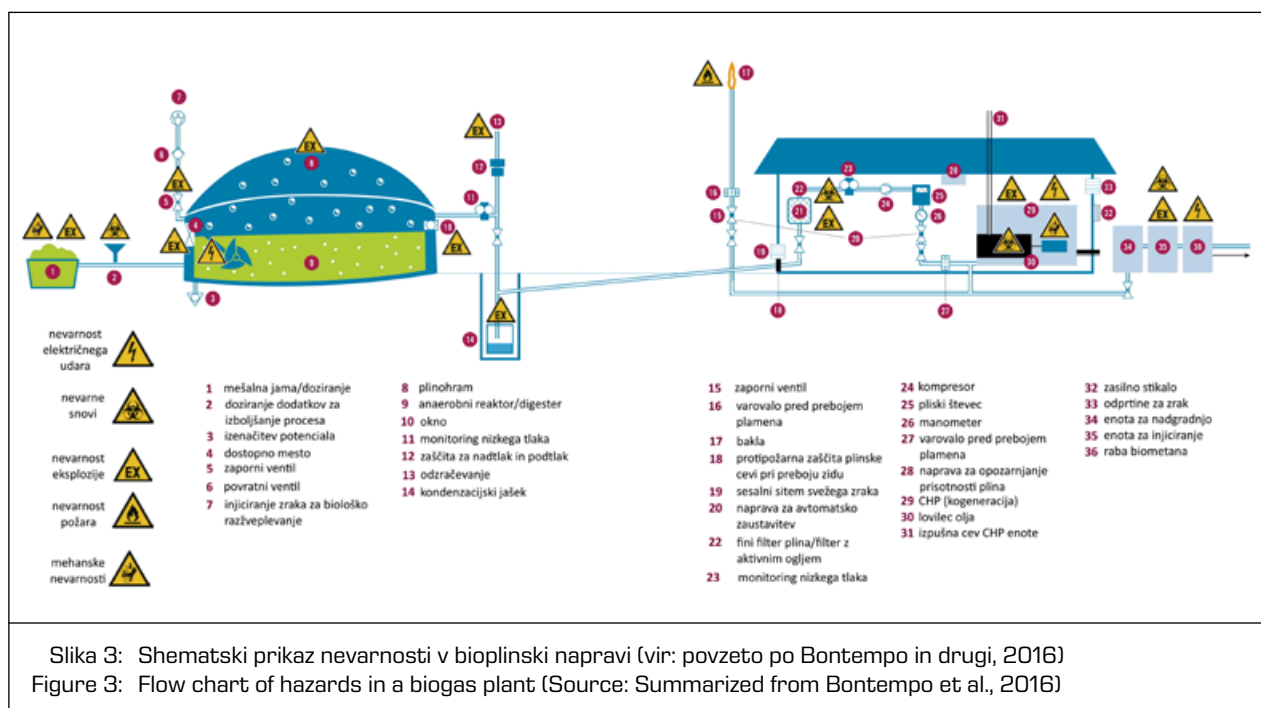 nevarnost
električnega
udara
nevarne
snovi
nevarnost
eksplozije
nevarnost
požara
mehanske
nevarnosti
1 mešalna jama/doziranje
2 doziranje dodatkov za
izboljšanje procesa
3 izenačitev potenciala
4 dostopno mesto
5 zaporni ventil
6 povratni ventil
7 injiciranje zraka za biološko
razžveplevanje
8 plinohram
9 anaerobni reaktor/digester
10 okno
11 monitoring nizkega tlaka
12 zaščita za nadtlak in podtlak
13 odzračevanje
14 kondenzacijski jašek
15 zaporni ventil
16 varovalo pred prebojem
plamena
17 bakla
18 protipožarna zaščita plinske
cevi pri preboju zidu
19 sesalni sitem svežega zraka
20 naprava za avtomatsko
zaustavitev
22 fini filter plina/filter z
aktivnim ogljem
23 monitoring nizkega tlaka
24 kompresor
25 pliski števec
26 manometer
27 varovalo pred prebojem
plamena
28 naprava za opozarnjanje
prisotnosti plina
29 CHP (kogeneracija)
30 lovilec olja
31 izpušna cev CHP enote
32 zasilno stikalo
33 odprtine za zrak
34 enota za nadgradnjo
35 enota za injiciranje
36 raba biometana
Slika 3: Shematski prikaz nevarnosti v bioplinski napravi (vir: povzeto po Bontempo in drugi, 2016)
Figure 3: Flow chart of hazards in a biogas plant (Source: Summarized from Bontempo et al., 2016)